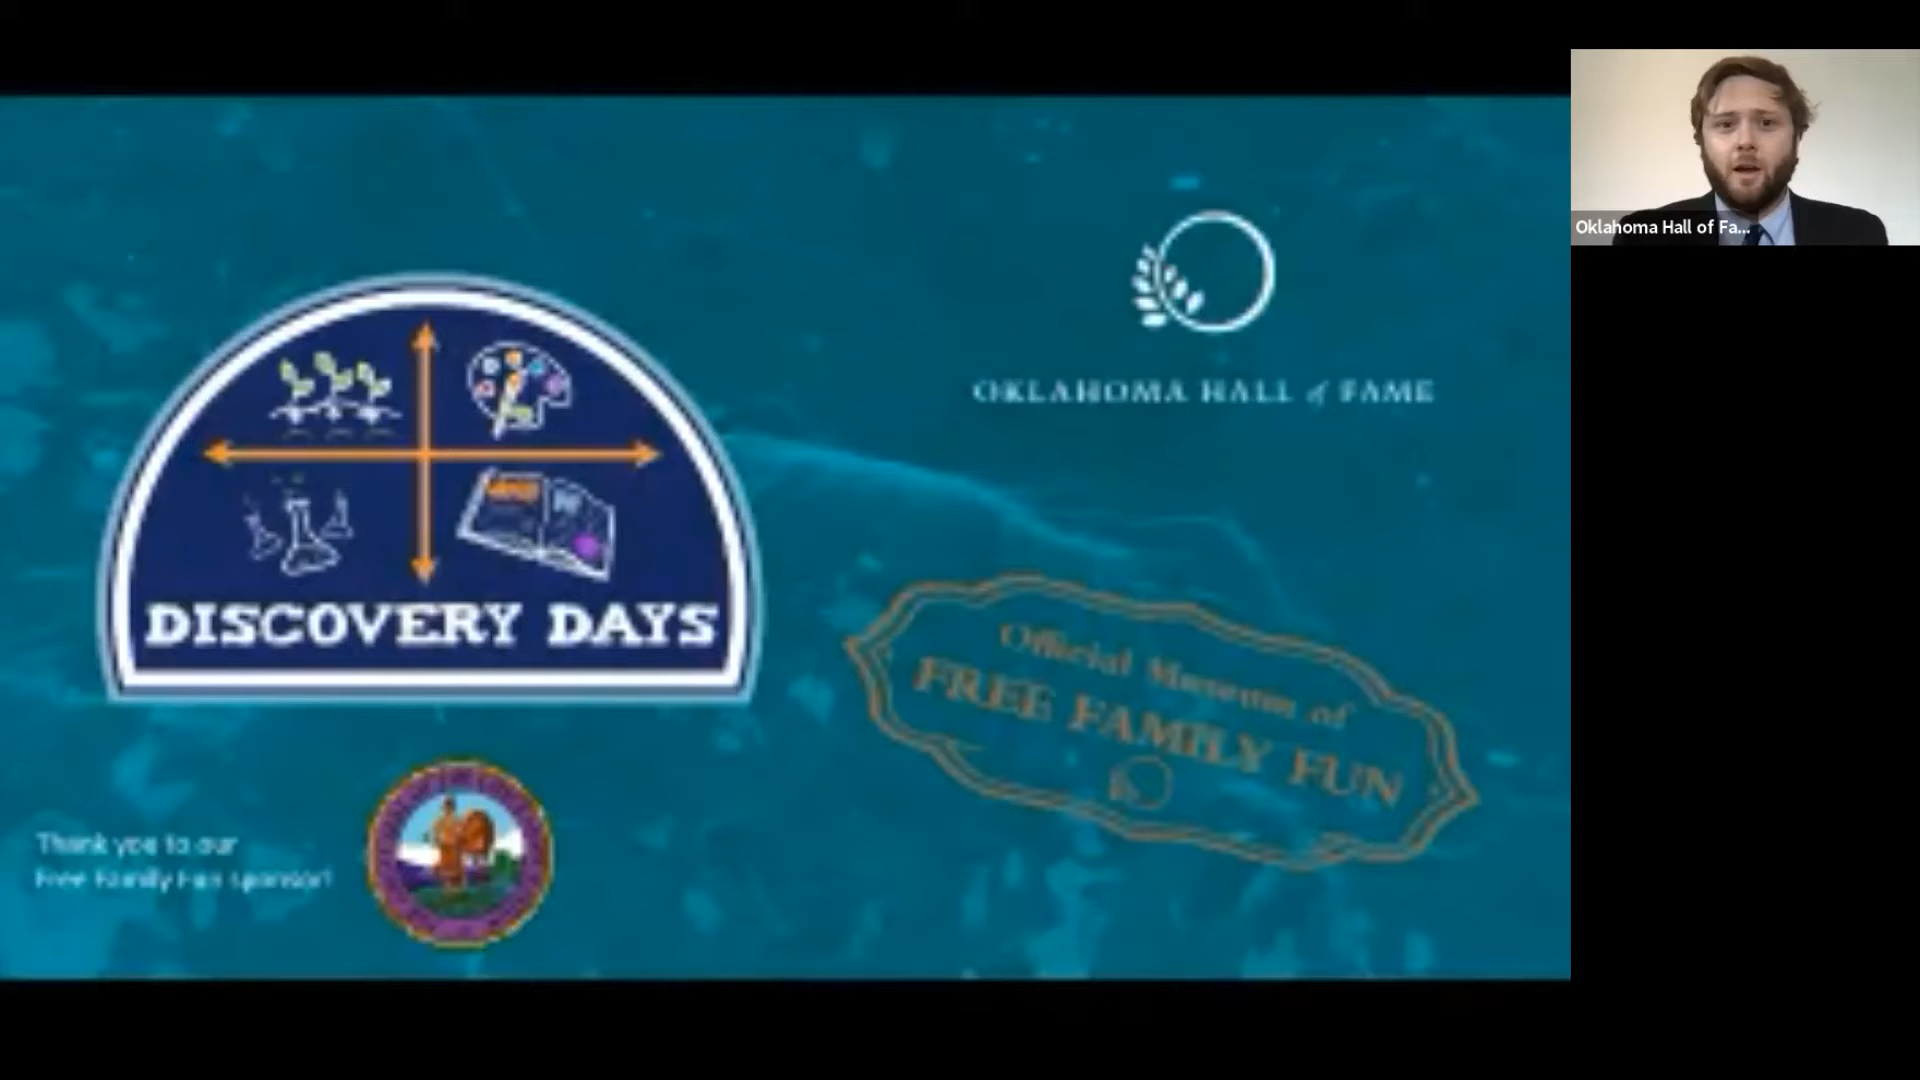 DISCOVERY DAYS
OKLAHOMA HALL of FAME
Official Museum of
FREE FAMILY FUN
Thank you to our
Free Family Fun sponsor!
Oklahoma Hall of Fa...